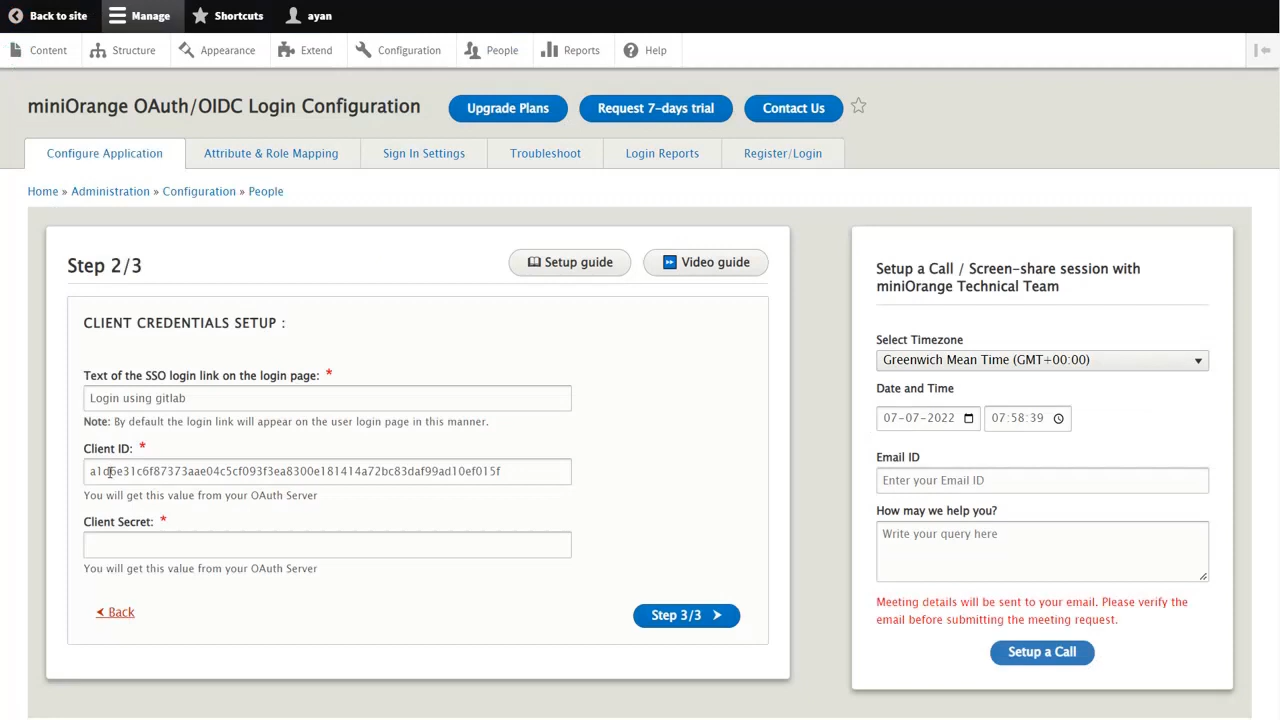 Back to site
Manage
Shortcuts
ayan
Content
Structure
Appearance
Extend
Configuration
People
Reports
Help
miniOrange OAuth/OIDC Login Configuration
Upgrade Plans
Request 7-days trial
Contact Us
Configure Application
Attribute & Role Mapping
Sign In Settings
Troubleshoot
Login Reports
Register/Login
Home » Administration » Configuration » People
Step 2/3
Setup guide
Video guide
CLIENT CREDENTIALS SETUP :
Text of the SSO login link on the login page: *
Login using gitlab
Note: By default the login link will appear on the user login page in this manner.
Client ID: *
a1d6e31c6f87373aae04c5cf093f3ea8300e181414a72bc83daf99ad10ef015f
You will get this value from your OAuth Server
Client Secret: *
You will get this value from your OAuth Server
Back
Step 3/3
Setup a Call / Screen-share session with
miniOrange Technical Team
Select Timezone
Greenwich Mean Time (GMT+00:00)
Date and Time
07-07-2022
07:58:39
Email ID
Enter your Email ID
How may we help you?
Write your query here
Meeting details will be sent to your email. Please verify the
email before submitting the meeting request.
Setup a Call